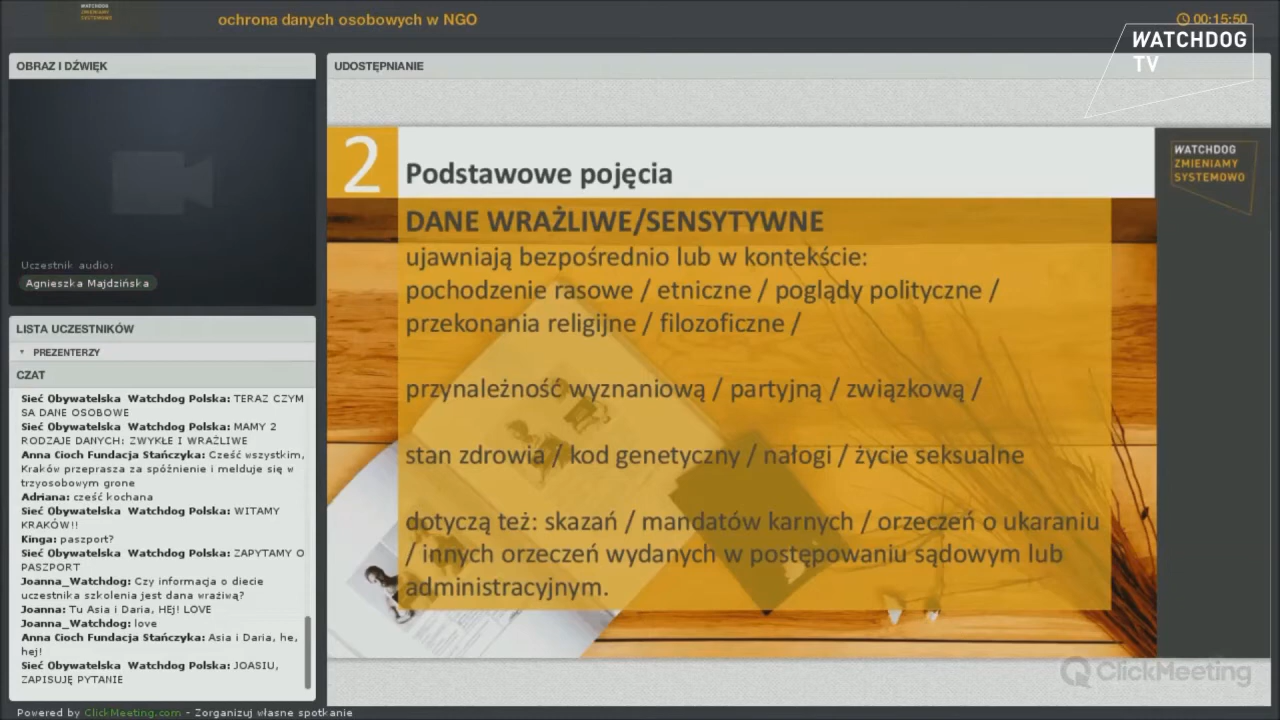 WATCHDOG
ZMIENIAMY
SYSTEMOWO
ochrona danych osobowych w NGO
00:15:50
WATCHDOG
TV
OBRAZ I DŹWIĘK
UDOSTĘPNIANIE
Uczestnik audio:
Agnieszka Majdzińska
LISTA UCZESTNIKÓW
PREZENTERZY
CZAT
Sieć Obywatelska Watchdog Polska: TERAZ CZYM
SA DANE OSOBOWE
Sieć Obywatelska Watchdog Polska: MAMY 2
RODZAJE DANYCH: ZWYKŁE I WRAŻLIWE
Anna Cioch Fundacja Stańczyka: Cześć wszystkim,
Kraków przeprasza za spóźnienie i melduje się w
trzyosobowym grone
Adriana: cześć kochana
Sieć Obywatelska Watchdog Polska: WITAMY
KRAKÓW!!
Kinga: paszport?
Sieć Obywatelska Watchdog Polska: ZAPYTAMY O
PASZPORT
Joanna_Watchdog: Czy informacja o diecie
uczestnika szkolenia jest dana wrażiwą?
Joanna: Tu Asia i Daria, HEJ! LOVE
Joanna_Watchdog: love
Anna Cioch Fundacja Stańczyka: Asia i Daria, he,
hej!
Sieć Obywatelska Watchdog Polska: JOASIU,
ZAPISUJĘ PYTANIE
2
Podstawowe pojęcia
DANE WRAŻLIWE/SENSYTYWNE
ujawniają bezpośrednio lub w kontekście:
pochodzenie rasowe / etniczne / poglądy polityczne /
przekonania religijne / filozoficzne /
przynależność wyznaniową / partyjną / związkową /
stan zdrowia / kod genetyczny / nałogi / życie seksualne
dotyczą też: skazań / mandatów karnych / orzeczeń o ukaraniu
/ innych orzeczeń wydanych w postępowaniu sądowym lub
administracyjnym.
WATCHDOG
ZMIENIAMY
SYSTEMOWO
ClickMeeting
Powered by ClickMeeting.com - Zorganizuj własne spotkanie